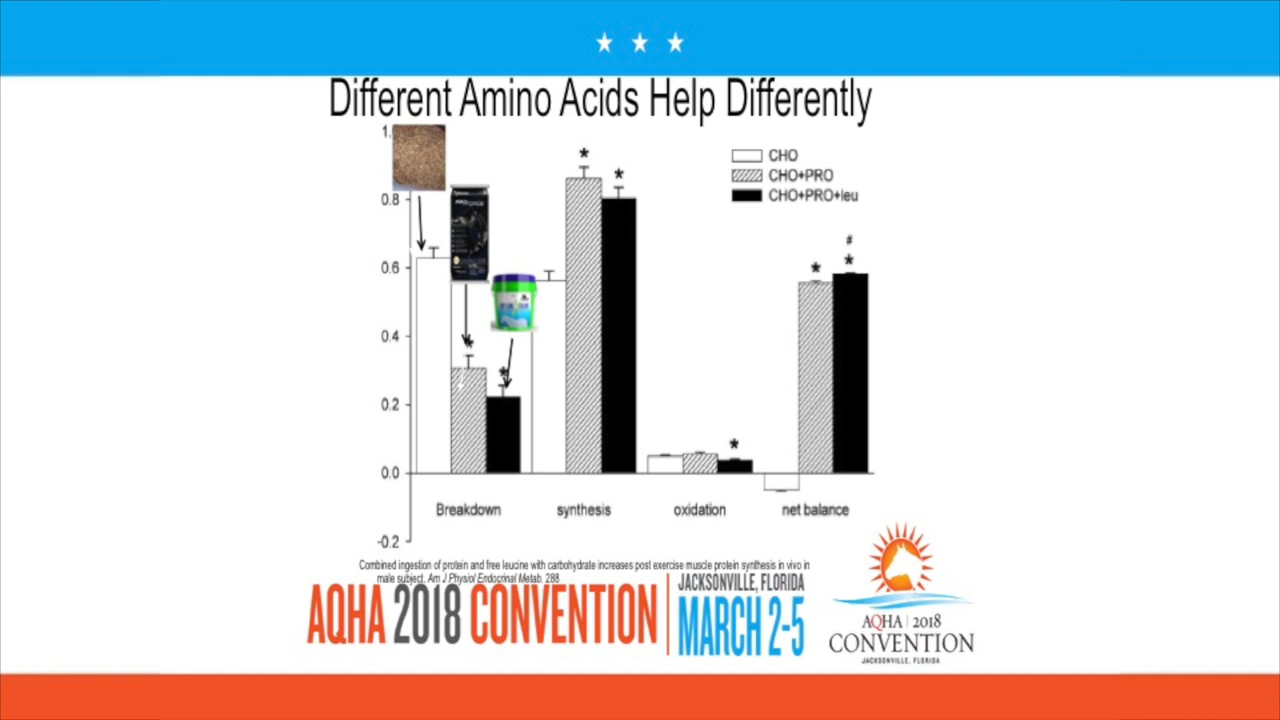 Different Amino Acids Help Differently
1.
CHO
CHO+PRO
CHO+PRO+leu
0.8
0.6
0.4
0.2
0.0
-0.2
*
*
*
*
*
*
#
*
Breakdown
synthesis
oxidation
net balance
Combined ingestion of protein and free leucine with carbohydrate increases post exercise muscle protein synthesis in vivo in
male subject. Am J Physiol Endocrinal Metab. 288
AQHA 2018 CONVENTION
JACKSONVILLE, FLORIDA
MARCH 2-5
AQHA | 2018
CONVENTION
JACKSONVILLE, FLORIDA